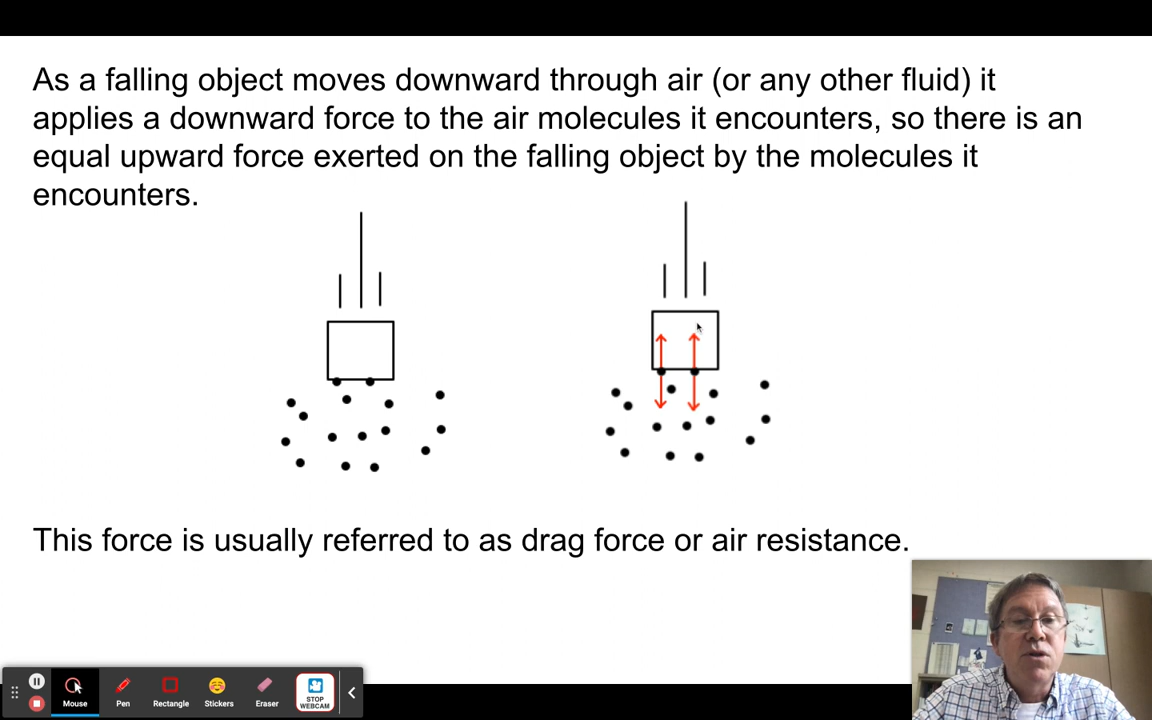 As a falling object moves downward through air (or any other fluid) it
applies a downward force to the air molecules it encounters, so there is an
equal upward force exerted on the falling object by the molecules it
encounters.
This force is usually referred to as drag force or air resistance.
Mouse
Pen
Rectangle
Stickers
Eraser
STOP
WEBCAM